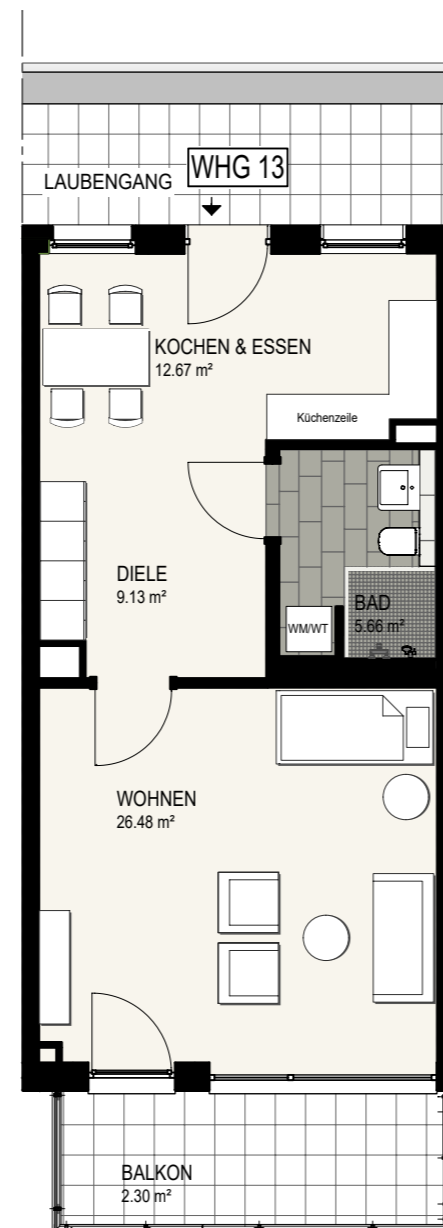 WHG 13
LAUBENGANG
KOCHEN & ESSEN
12.67 m²
Küchenzeile
DIELE
9.13 m²
BAD
5.66 m²
WM/WT
WOHNEN
26.48 m²
BALKON
2.30 m²